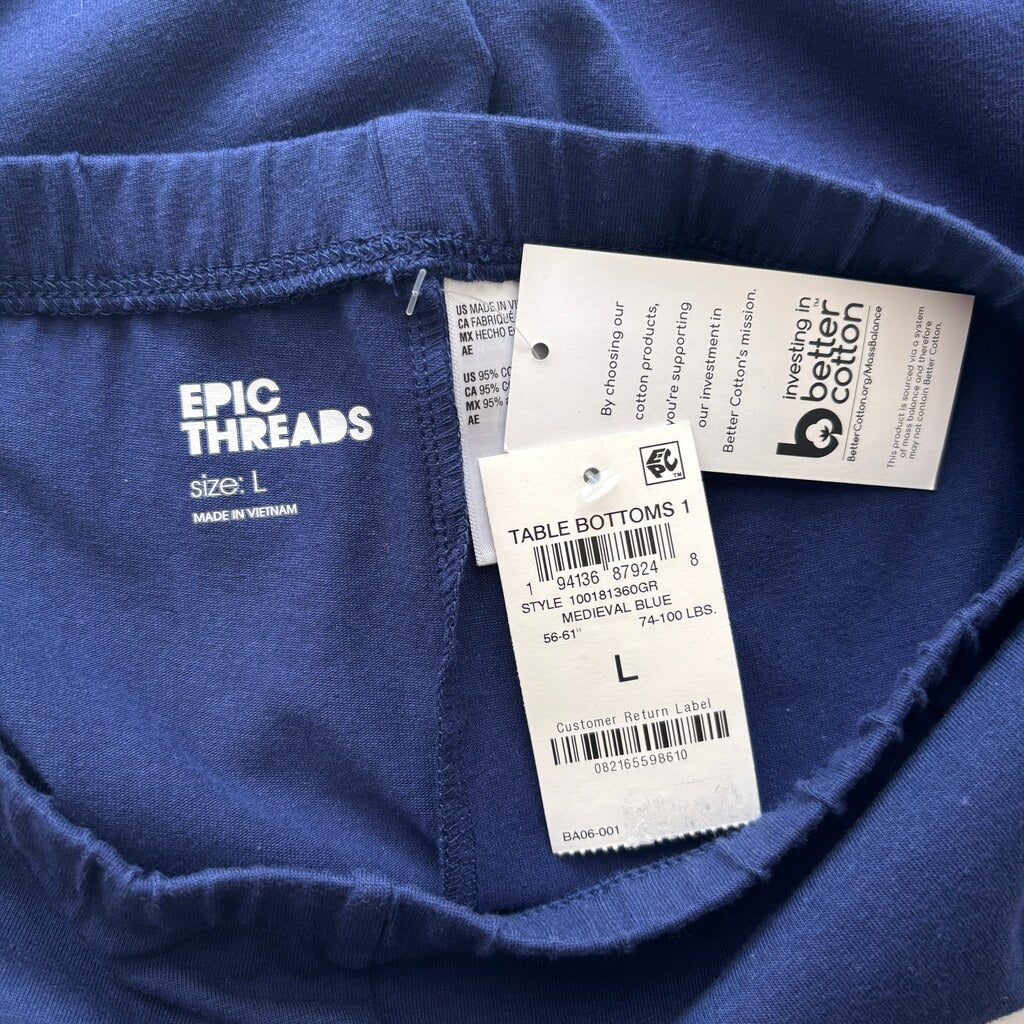 EPIC
THREADS
size: L
MADE IN VIETNAM
US MADE IN
CA FABRIQUÉ
MX HECHO
AE
US 95%
CA 95%
MX 95%
AE
By choosing our
cotton products,
you're supporting
our investment in
Better Cotton's mission.
investing in
better
cotton™
BetterCotton.org/MassBalance
This product is sourced via a system
of mass balance and therefore
may not contain Better Cotton.
EPC™
TABLE BOTTOMS 1
1 94136 87924 8
STYLE 100181360GR
MEDIEVAL BLUE
56-61" 74-100 LBS.
L
Customer Return Label
082165598610
BA06-001